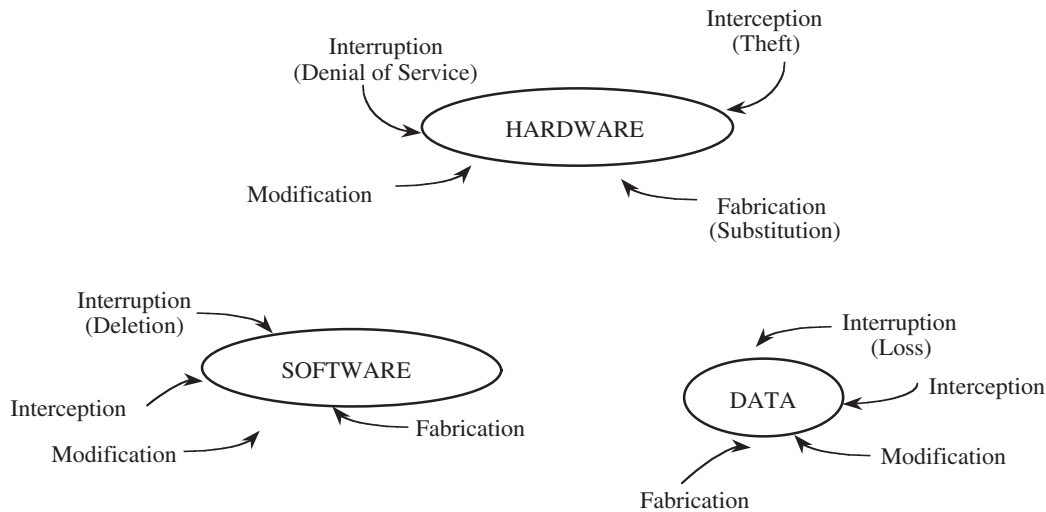 Interruption
(Denial of Service)
Interception
(Theft)
HARDWARE
Modification
Fabrication
(Substitution)
Interruption
(Deletion)
SOFTWARE
Interception
Modification
Fabrication
Interruption
(Loss)
DATA
Interception
Modification
Fabrication